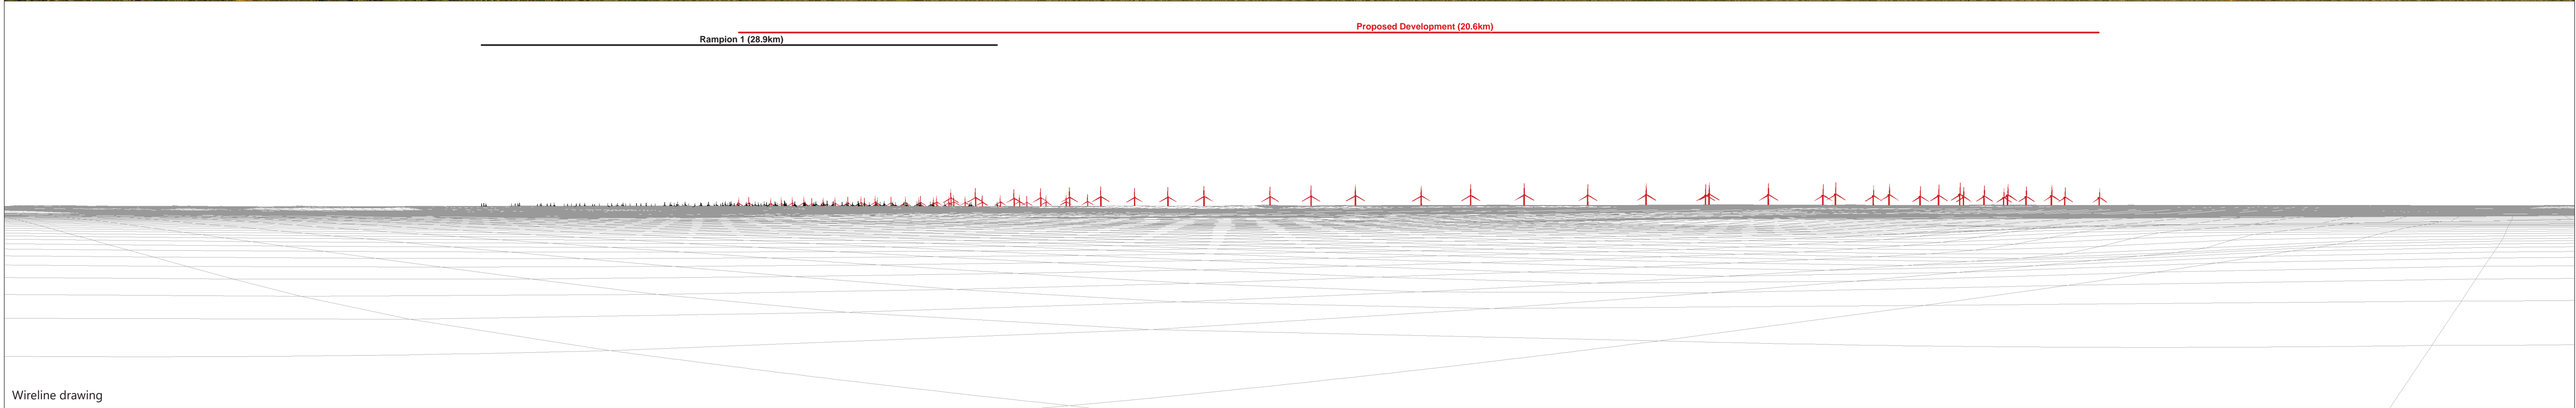 Proposed Development (20.6km)
Rampion 1 (28.9km)
Wireline drawing